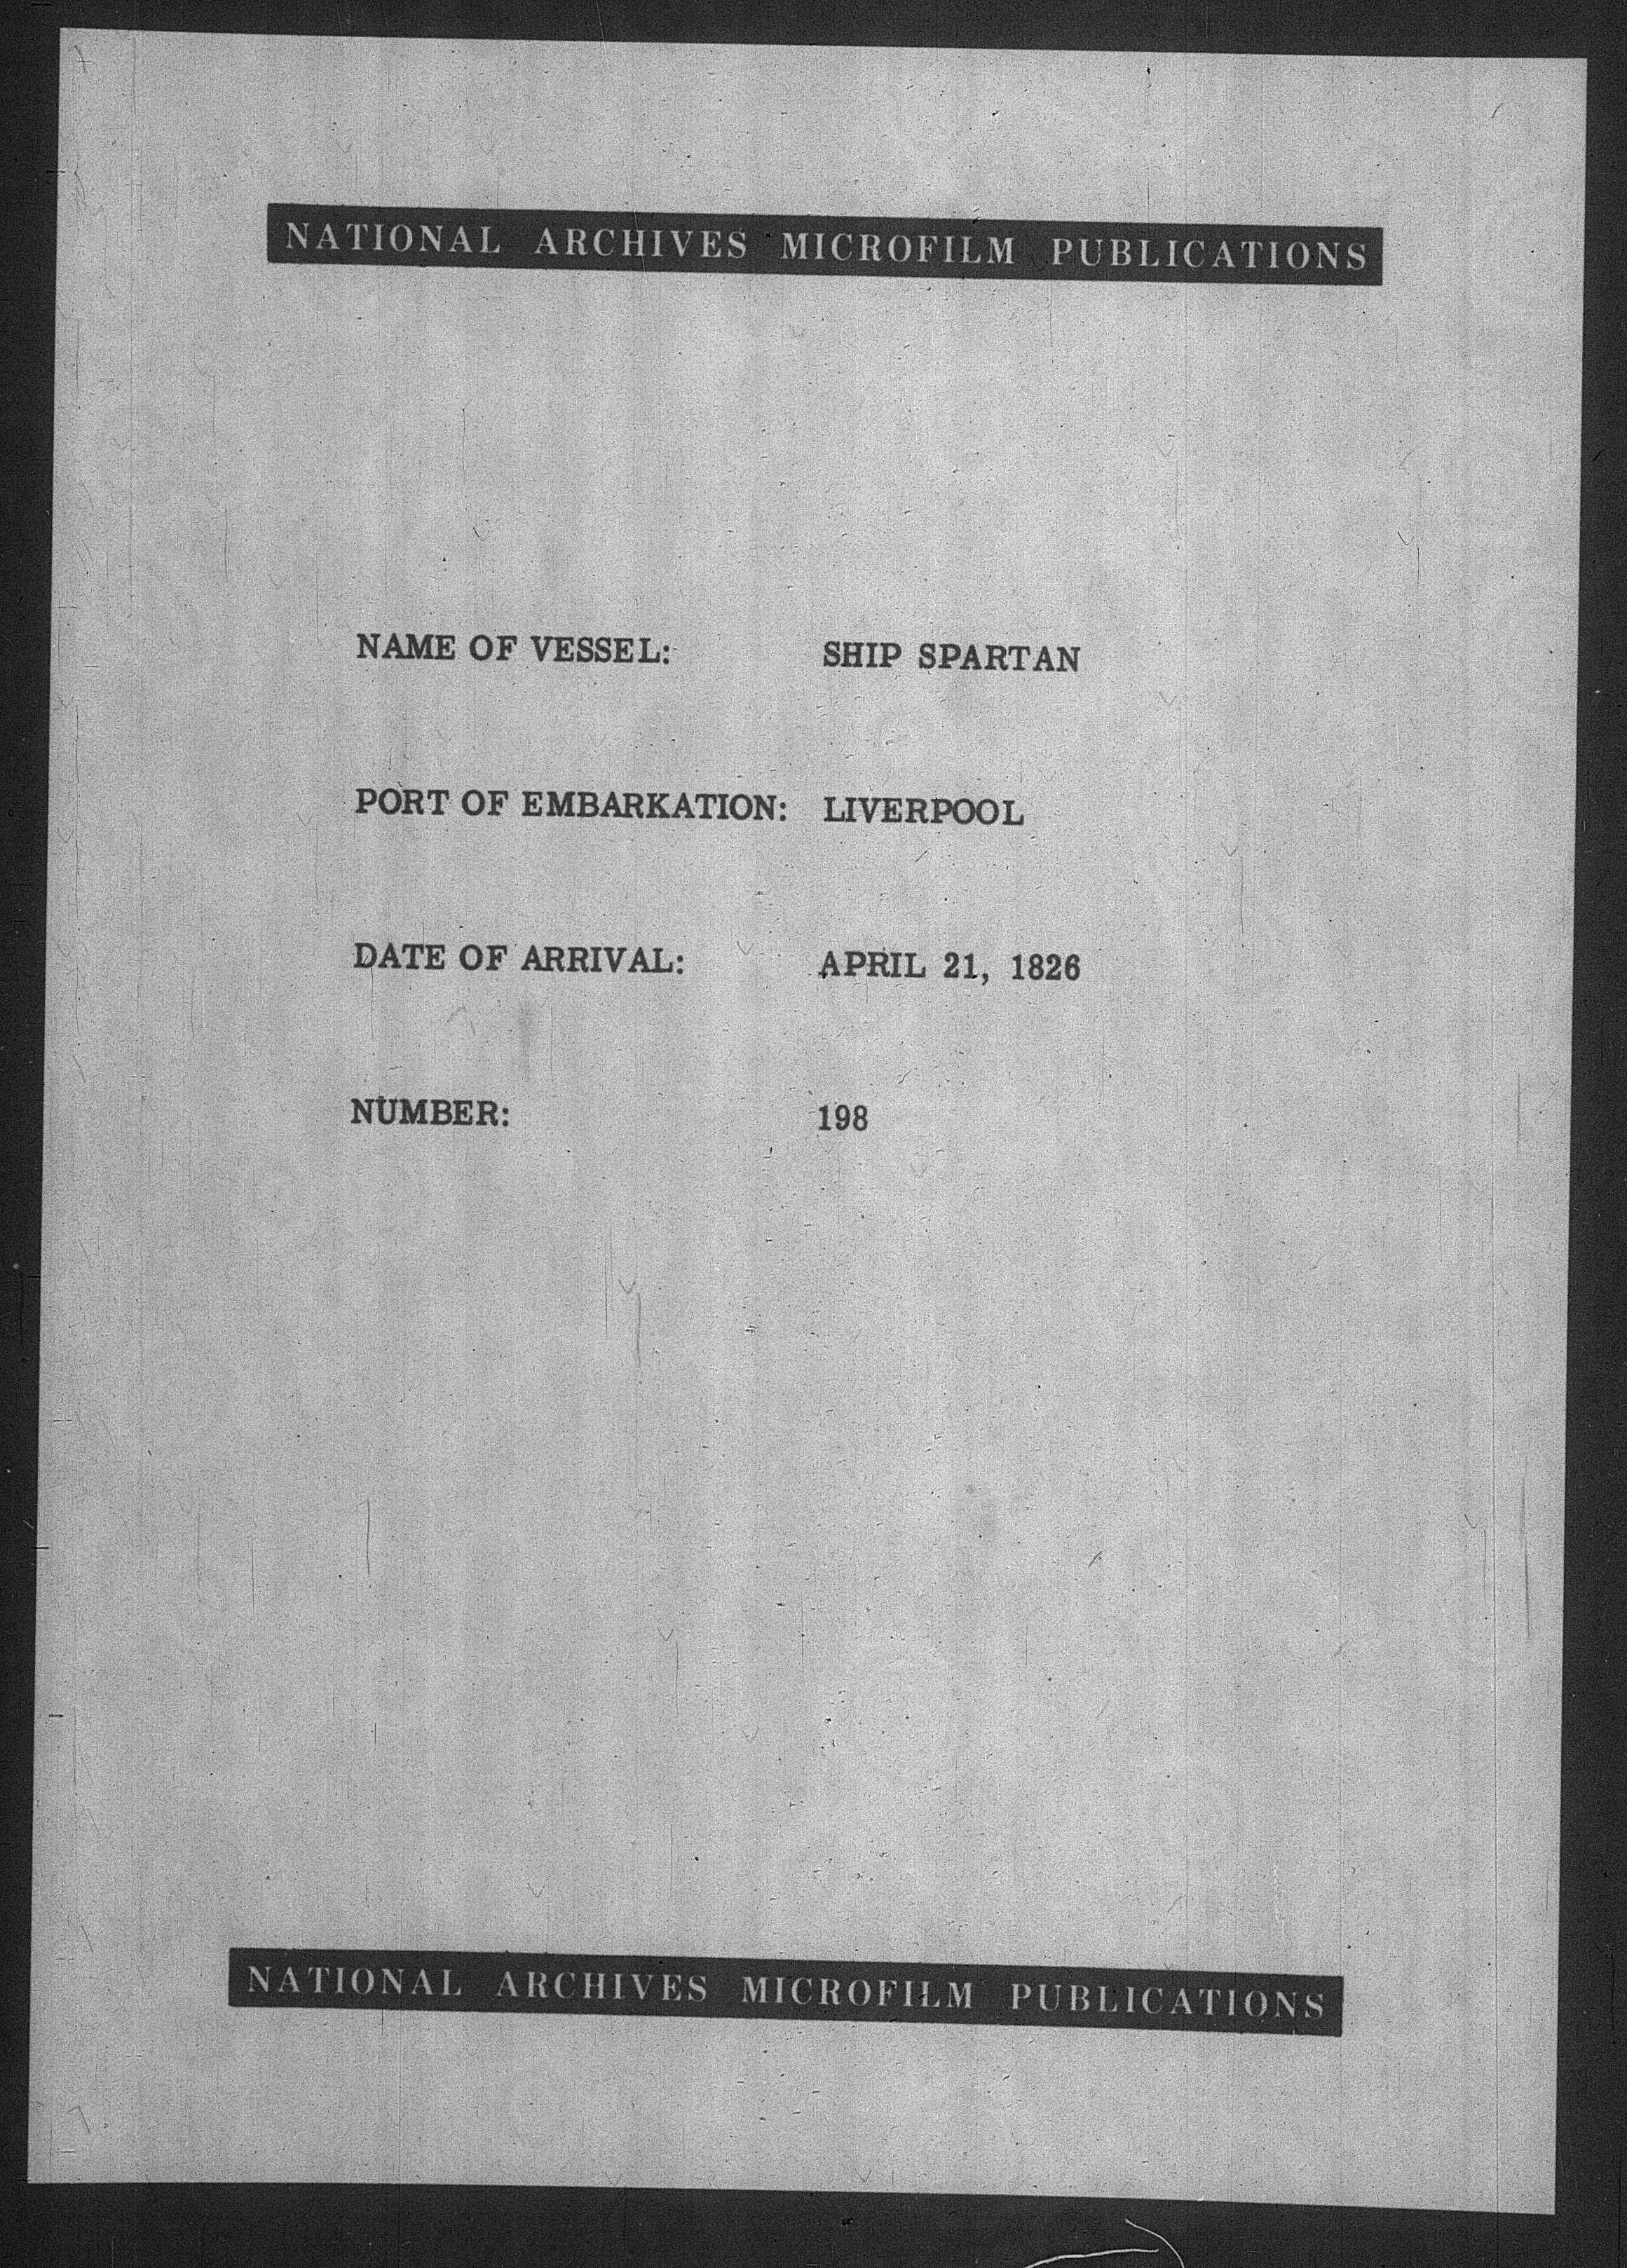 NATIONAL ARCHIVES MICROFILM PUBLICATIONS
NAME OF VESSEL: SHIP SPARTAN
PORT OF EMBARKATION: LIVERPOOL
DATE OF ARRIVAL: APRIL 21, 1826
NUMBER: 198
NATIONAL ARCHIVES MICROFILM PUBLICATIONS